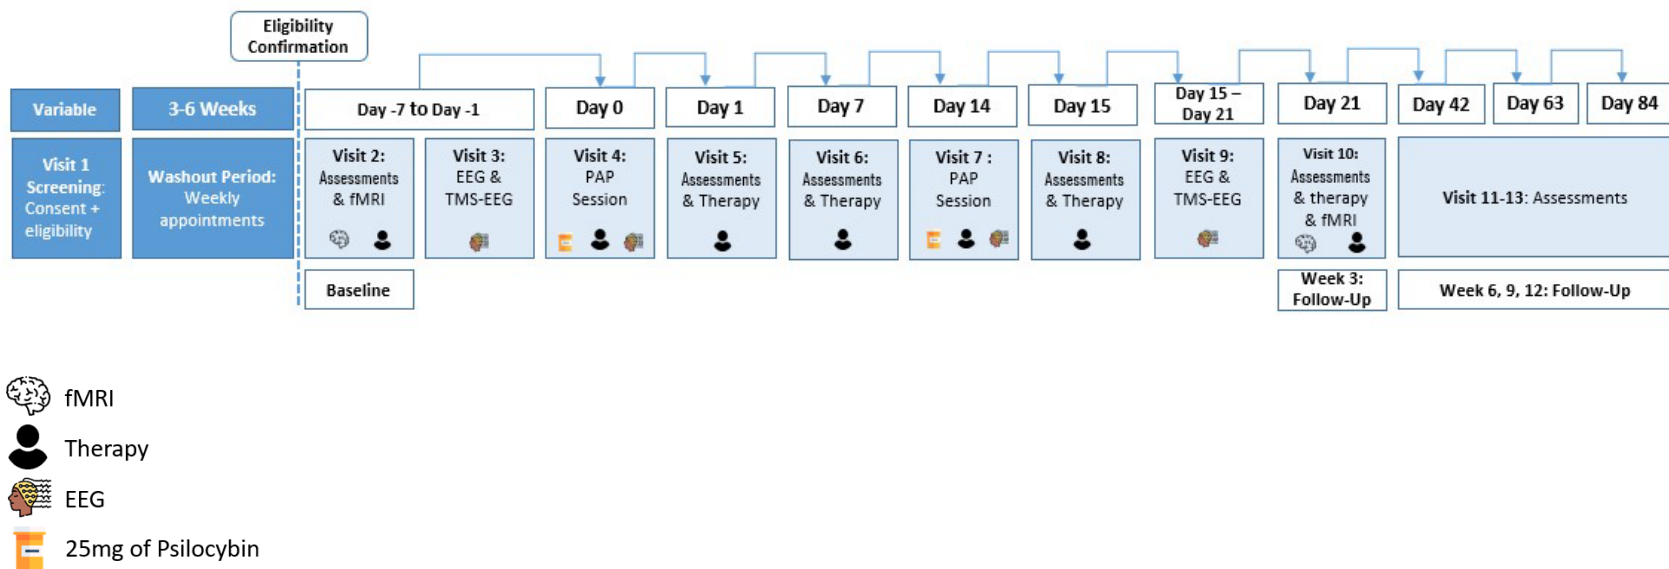 Eligibility
Confirmation
Variable
3-6 Weeks
Day -7 to Day -1
Day 0
Day 1
Day 7
Day 14
Day 15
Day 15 –
Day 21
Day 21
Day 42
Day 63
Day 84
Visit 1
Screening:
Consent +
eligibility
Washout Period:
Weekly
appointments
Visit 2:
Assessments
& fMRI
Visit 3:
EEG &
TMS-EEG
Visit 4:
PAP
Session
Visit 5:
Assessments
& Therapy
Visit 6:
Assessments
& Therapy
Visit 7 :
PAP
Session
Visit 8:
Assessments
& Therapy
Visit 9:
EEG &
TMS-EEG
Visit 10:
Assessments
& therapy
& fMRI
Visit 11-13: Assessments
Baseline
Week 3:
Follow-Up
Week 6, 9, 12: Follow-Up
fMRI
Therapy
EEG
25mg of Psilocybin